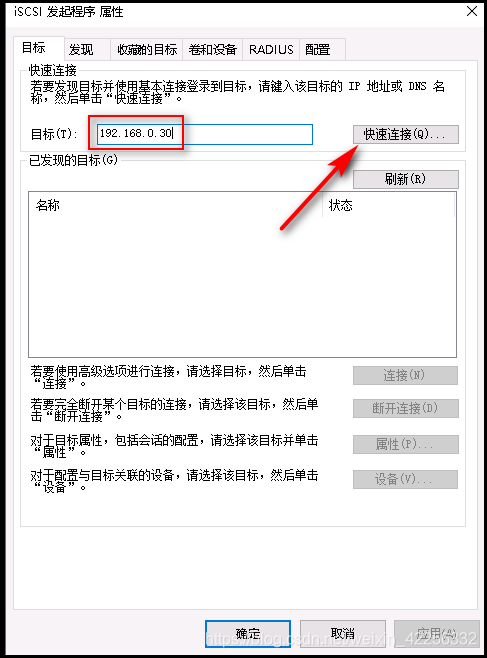 iSCSI 发起程序 属性
目标 发现 收藏的目标 卷和设备 RADIUS 配置
快速连接
若要发现目标并使用基本连接登录到目标，请键入该目标的 IP 地址或 DNS 名
称，然后单击“快速连接”。
目标(T): 192.168.0.30 快速连接(Q)...
已发现的目标(G)
刷新(R)
名称 状态
若要使用高级选项进行连接，请选择目标，然后单击
“连接”。
连接(N)
若要完全断开某个目标的连接，请选择该目标，然后单
击“断开连接”。
断开连接(D)
对于目标属性，包括会话的配置，请选择该目标并单击
“属性”。
属性(P)...
对于配置与目标关联的设备，请选择该目标，然后单击
“设备”。
设备(V)...
确定 取消 应用(A)
https://blog.csdn.net/weixin_42256332